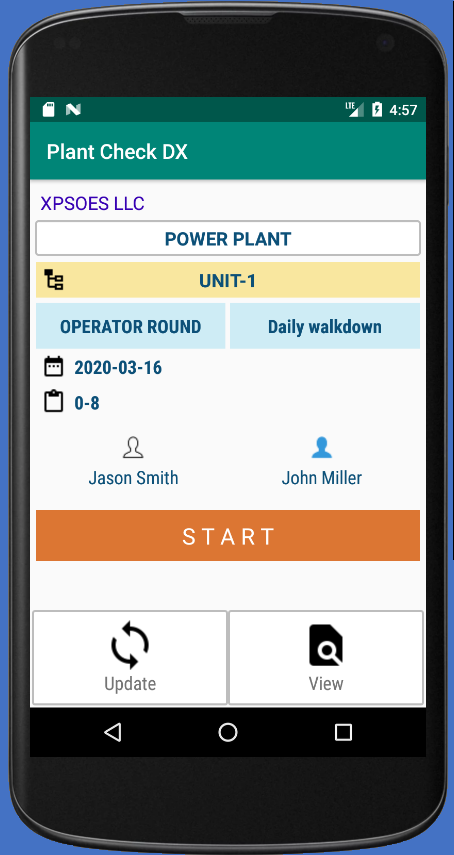 LTE 4:57
Plant Check DX
XPSOES LLC
POWER PLANT
UNIT-1
OPERATOR ROUND Daily walkdown
2020-03-16
0-8
Jason Smith John Miller
START
Update View